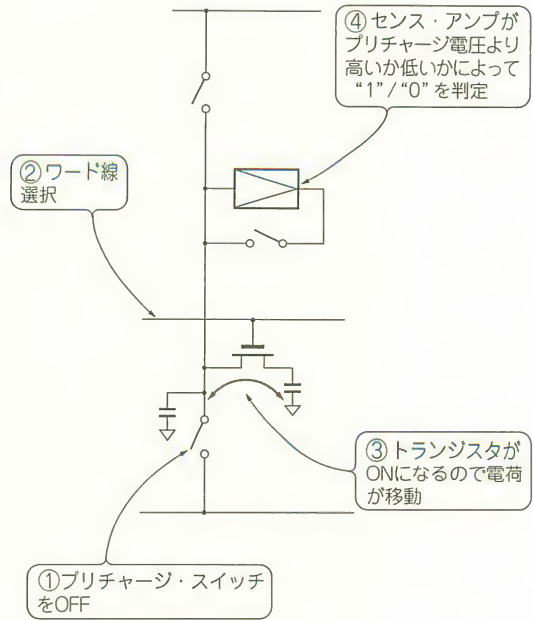 ④センス・アンプが
プリチャージ電圧より
高いか低いかによって
“1”/“0”を判定
②ワード線
選択
③トランジスタが
ONになるので電荷
が移動
①プリチャージ・スイッチ
をOFF